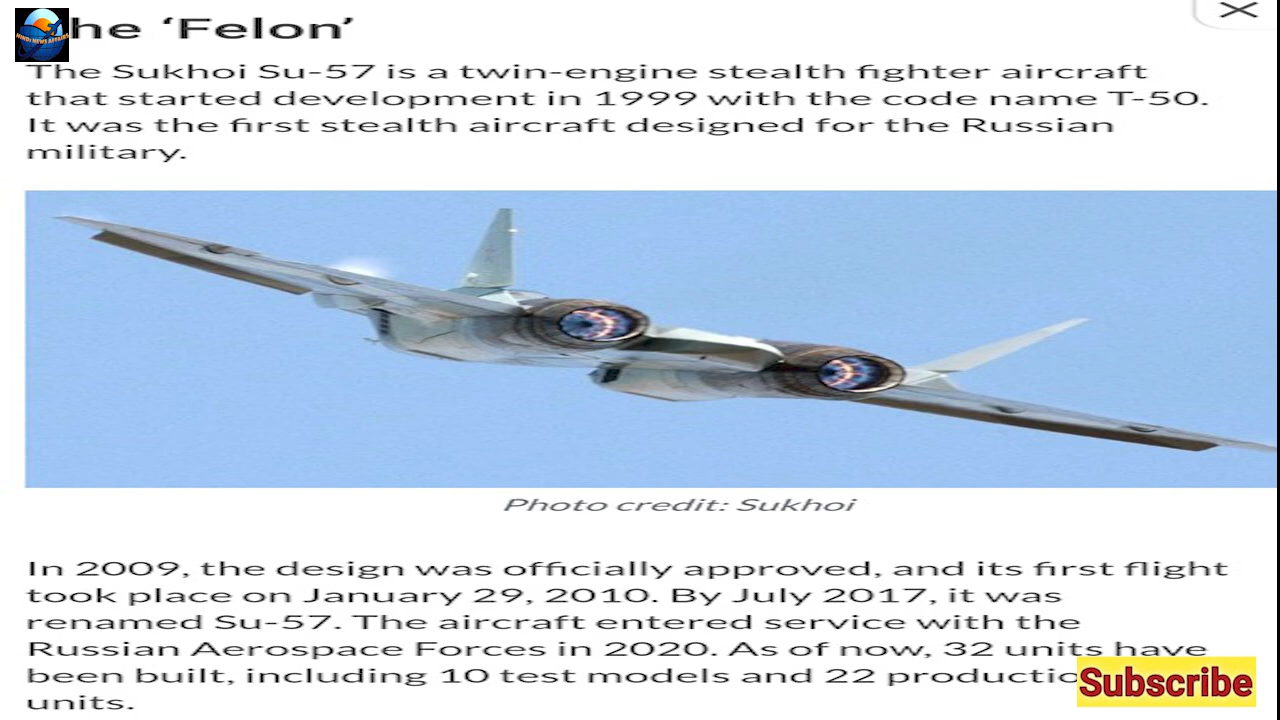 he ‘Felon’
HINDI NEWS AFFAIRS
The Sukhoi Su-57 is a twin-engine stealth fighter aircraft
that started development in 1999 with the code name T-50.
It was the first stealth aircraft designed for the Russian
military.
Photo credit: Sukhoi
In 2009, the design was officially approved, and its first flight
took place on January 29, 2010. By July 2017, it was
renamed Su-57. The aircraft entered service with the
Russian Aerospace Forces in 2020. As of now, 32 units have
been built, including 10 test models and 22 productio
units.
Subscribe